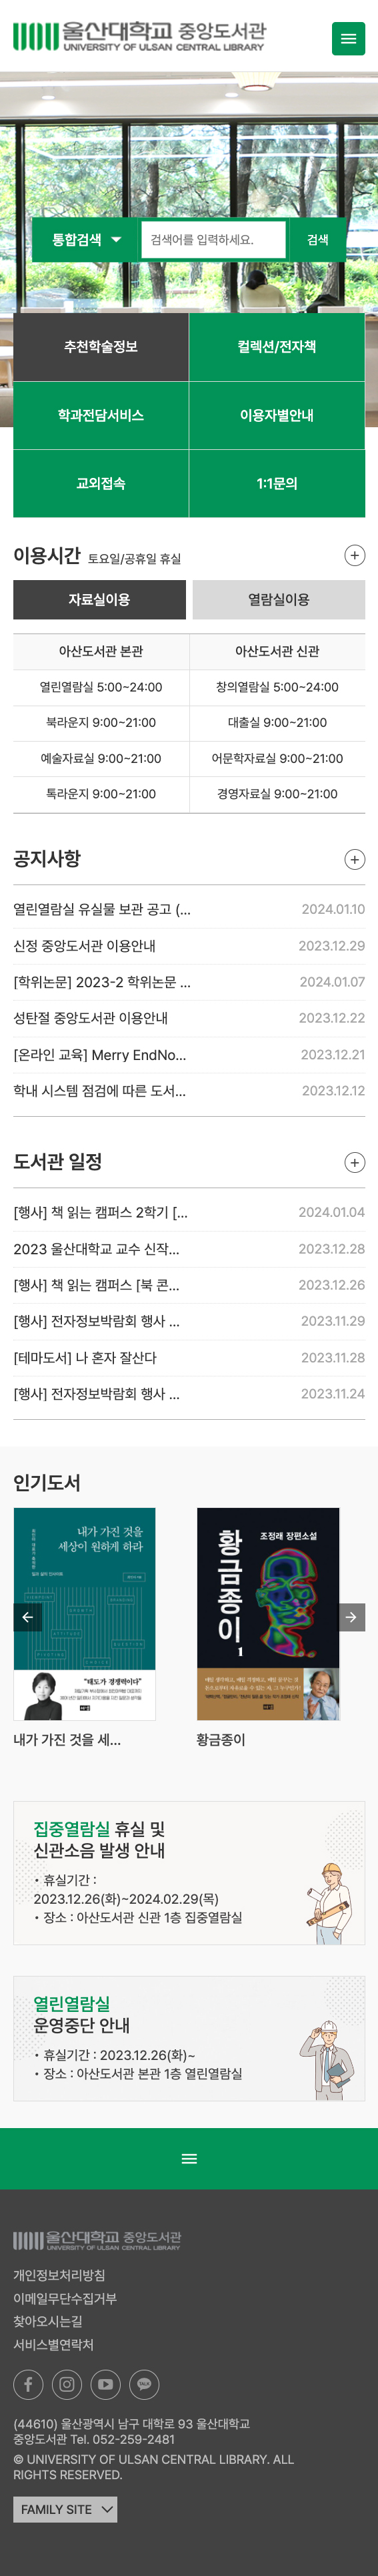 울산대학교 중앙도서관
UNIVERSITY OF ULSAN CENTRAL LIBRARY
통합검색 검색어를 입력하세요. 검색
추천학술정보 컬렉션/전자책
학과전담서비스 이용자별안내
교외접속 1:1문의
이용시간 토요일/공휴일 휴실
자료실이용 열람실이용
아산도서관 본관 아산도서관 신관
열린열람실 5:00~24:00 창의열람실 5:00~24:00
북라운지 9:00~21:00 대출실 9:00~21:00
예술자료실 9:00~21:00 어문학자료실 9:00~21:00
톡라운지 9:00~21:00 경영자료실 9:00~21:00
공지사항
열린열람실 유실물 보관 공고 (... 2024.01.10
신정 중앙도서관 이용안내 2023.12.29
[학위논문] 2023-2 학위논문 ... 2024.01.07
성탄절 중앙도서관 이용안내 2023.12.22
[온라인 교육] Merry EndNo... 2023.12.21
학내 시스템 점검에 따른 도서... 2023.12.12
도서관 일정
[행사] 책 읽는 캠퍼스 2학기 [... 2024.01.04
2023 울산대학교 교수 신작... 2023.12.28
[행사] 책 읽는 캠퍼스 [북 콘... 2023.12.26
[행사] 전자정보박람회 행사 ... 2023.11.29
[테마도서] 나 혼자 잘산다 2023.11.28
[행사] 전자정보박람회 행사 ... 2023.11.24
인기도서
내가 가진 것을
세상이 원하게 하라
"태도가 경쟁력이다"
조정래 장편소설
황금종이 1
내가 가진 것을 세... 황금종이
집중열람실 휴실 및
신관소음 발생 안내
• 휴실기간 :
2023.12.26(화)~2024.02.29(목)
• 장소 : 아산도서관 신관 1층 집중열람실
열린열람실
운영중단 안내
• 휴실기간 : 2023.12.26(화)~
• 장소 : 아산도서관 본관 1층 열린열람실
울산대학교 중앙도서관
UNIVERSITY OF ULSAN CENTRAL LIBRARY
개인정보처리방침
이메일무단수집거부
찾아오시는길
서비스별연락처
TALK
(44610) 울산광역시 남구 대학로 93 울산대학교
중앙도서관 Tel. 052-259-2481
© UNIVERSITY OF ULSAN CENTRAL LIBRARY. ALL
RIGHTS RESERVED.
FAMILY SITE